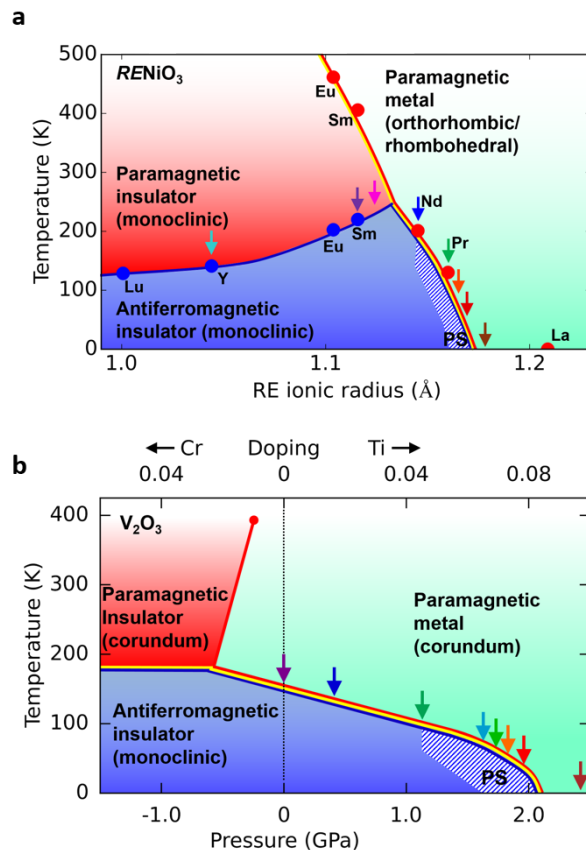 a
500
400
300
200
100
0
Temperature (K)
RENiO₃
Eu
Sm
Paramagnetic
metal
(orthorhombic/
rhombohedral)
Paramagnetic
insulator
(monoclinic)
Nd
Eu
Sm
Pr
Lu
Y
Antiferromagnetic
insulator (monoclinic)
PS
La
1.0
1.1
1.2
RE ionic radius (Å)
← Cr Doping Ti →
0.04 0 0.04 0.08
b
400
300
200
100
0
Temperature (K)
V₂O₃
Paramagnetic
Insulator
(corundum)
Paramagnetic
metal
(corundum)
Antiferromagnetic
insulator
(monoclinic)
PS
-1.0 0 1.0 2.0
Pressure (GPa)